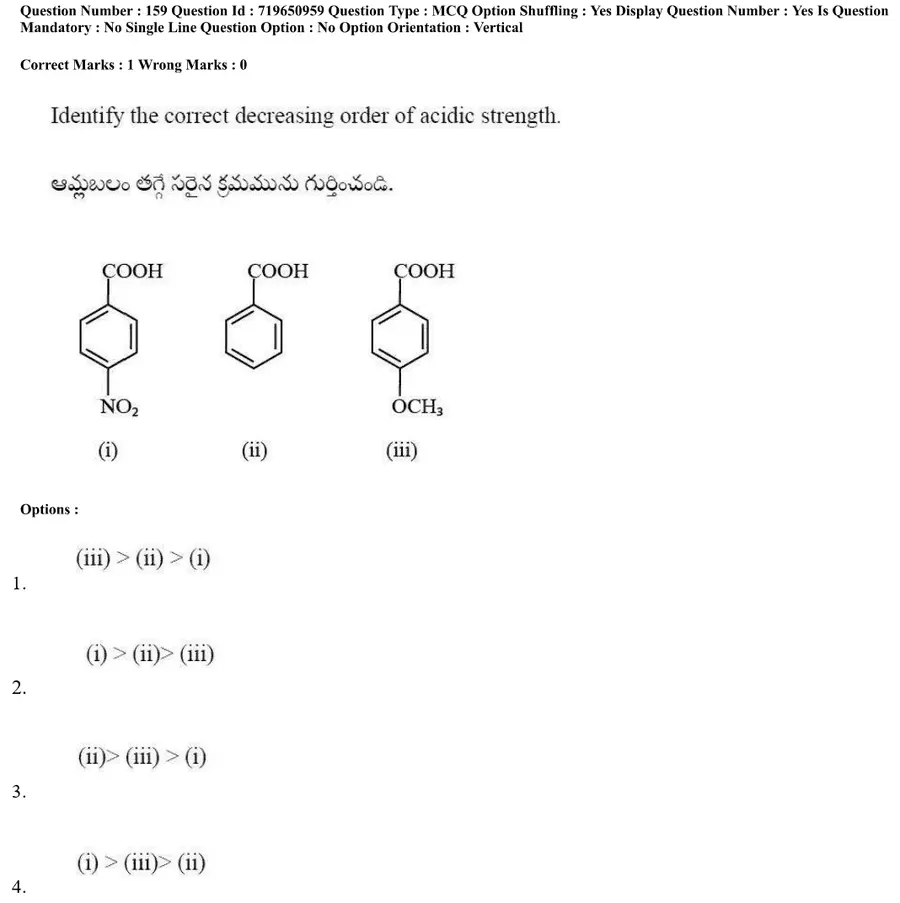 Question Number : 159 Question Id : 719650959 Question Type : MCQ Option Shuffling : Yes Display Question Number : Yes Is Question
Mandatory : No Single Line Question Option : No Option Orientation : Vertical
Correct Marks : 1 Wrong Marks : 0
Identify the correct decreasing order of acidic strength.
ఆమ్లబలం తగ్గే సరైన క్రమమును గుర్తించండి.
COOH COOH COOH
NO₂ OCH₃
(i) (ii) (iii)
Options :
(iii) > (ii) > (i)
1.
(i) > (ii)> (iii)
2.
(ii)> (iii) > (i)
3.
(i) > (iii)> (ii)
4.